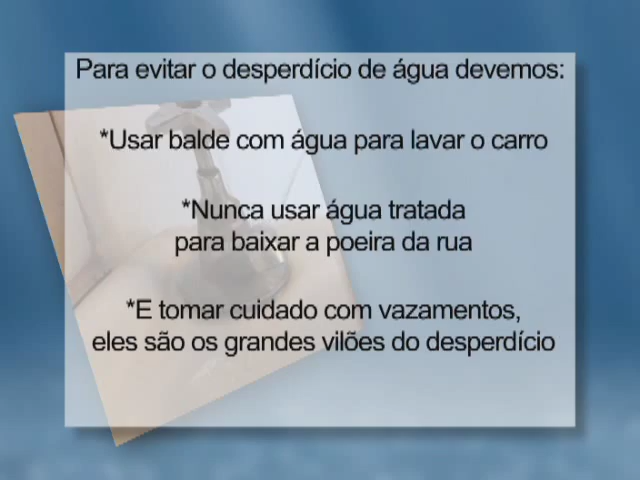 Para evitar o desperdício de água devemos:
*Usar balde com água para lavar o carro
*Nunca usar água tratada
para baixar a poeira da rua
*E tomar cuidado com vazamentos,
eles são os grandes vilões do desperdício